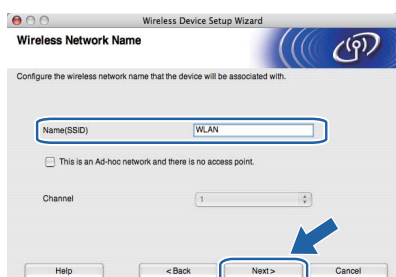 Wireless Device Setup Wizard
Wireless Network Name
Configure the wireless network name that the device will be associated with.
Name(SSID) WLAN
This is an Ad-hoc network and there is no access point.
Channel 1
Help < Back Next > Cancel